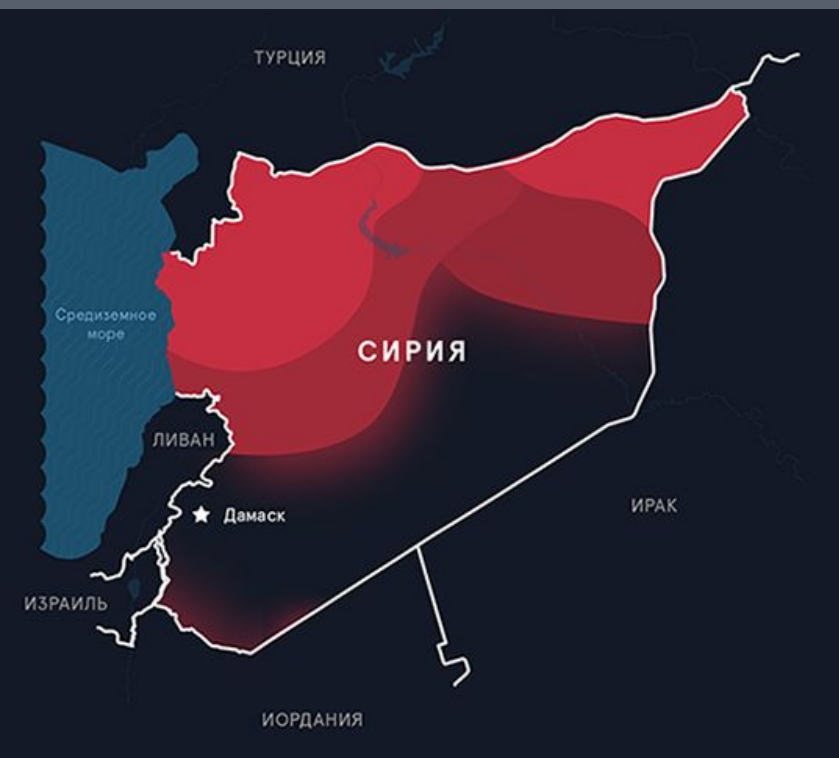 ТУРЦИЯ
Средиземное
море
СИРИЯ
ЛИВАН
Дамаск
ИРАК
ИЗРАИЛЬ
ИОРДАНИЯ